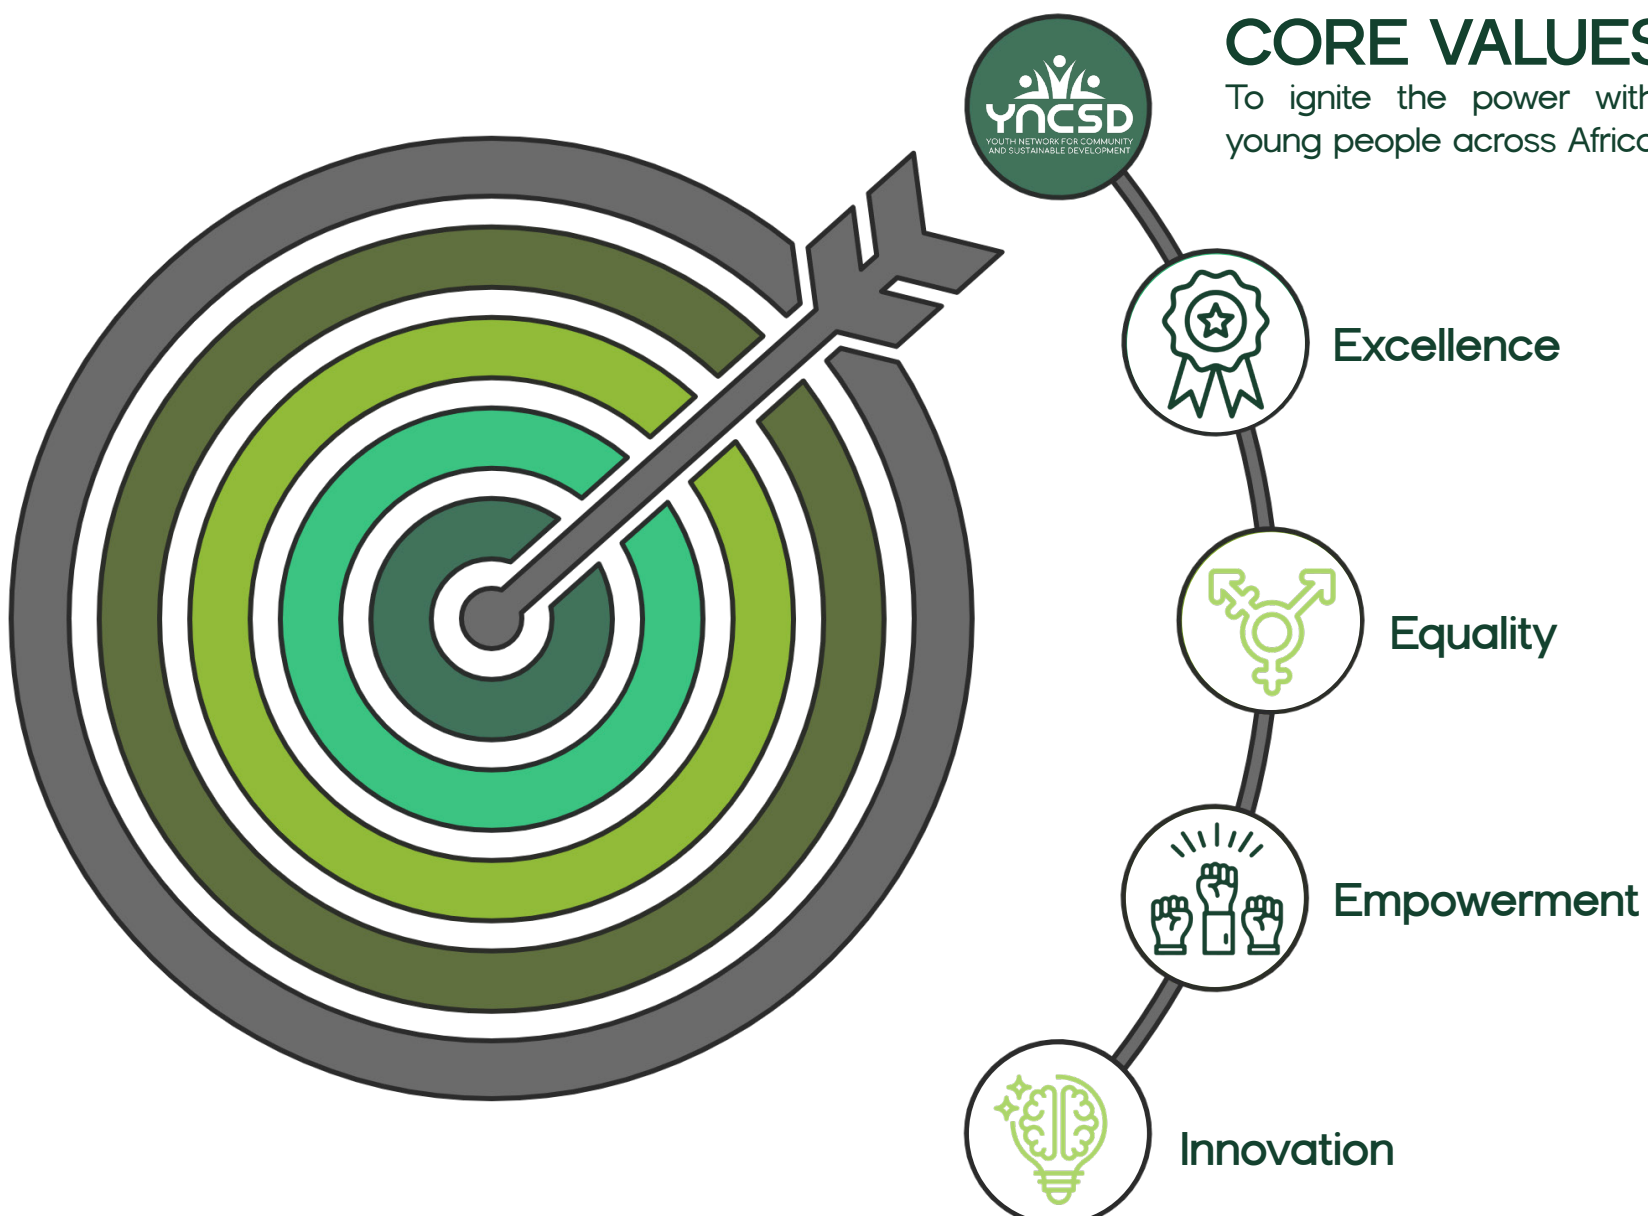 CORE VALUES
To ignite the power with
young people across Africa
YNCSD
YOUTH NETWORK FOR COMMUNITY
AND SUSTAINABLE DEVELOPMENT
Excellence
Equality
Empowerment
Innovation